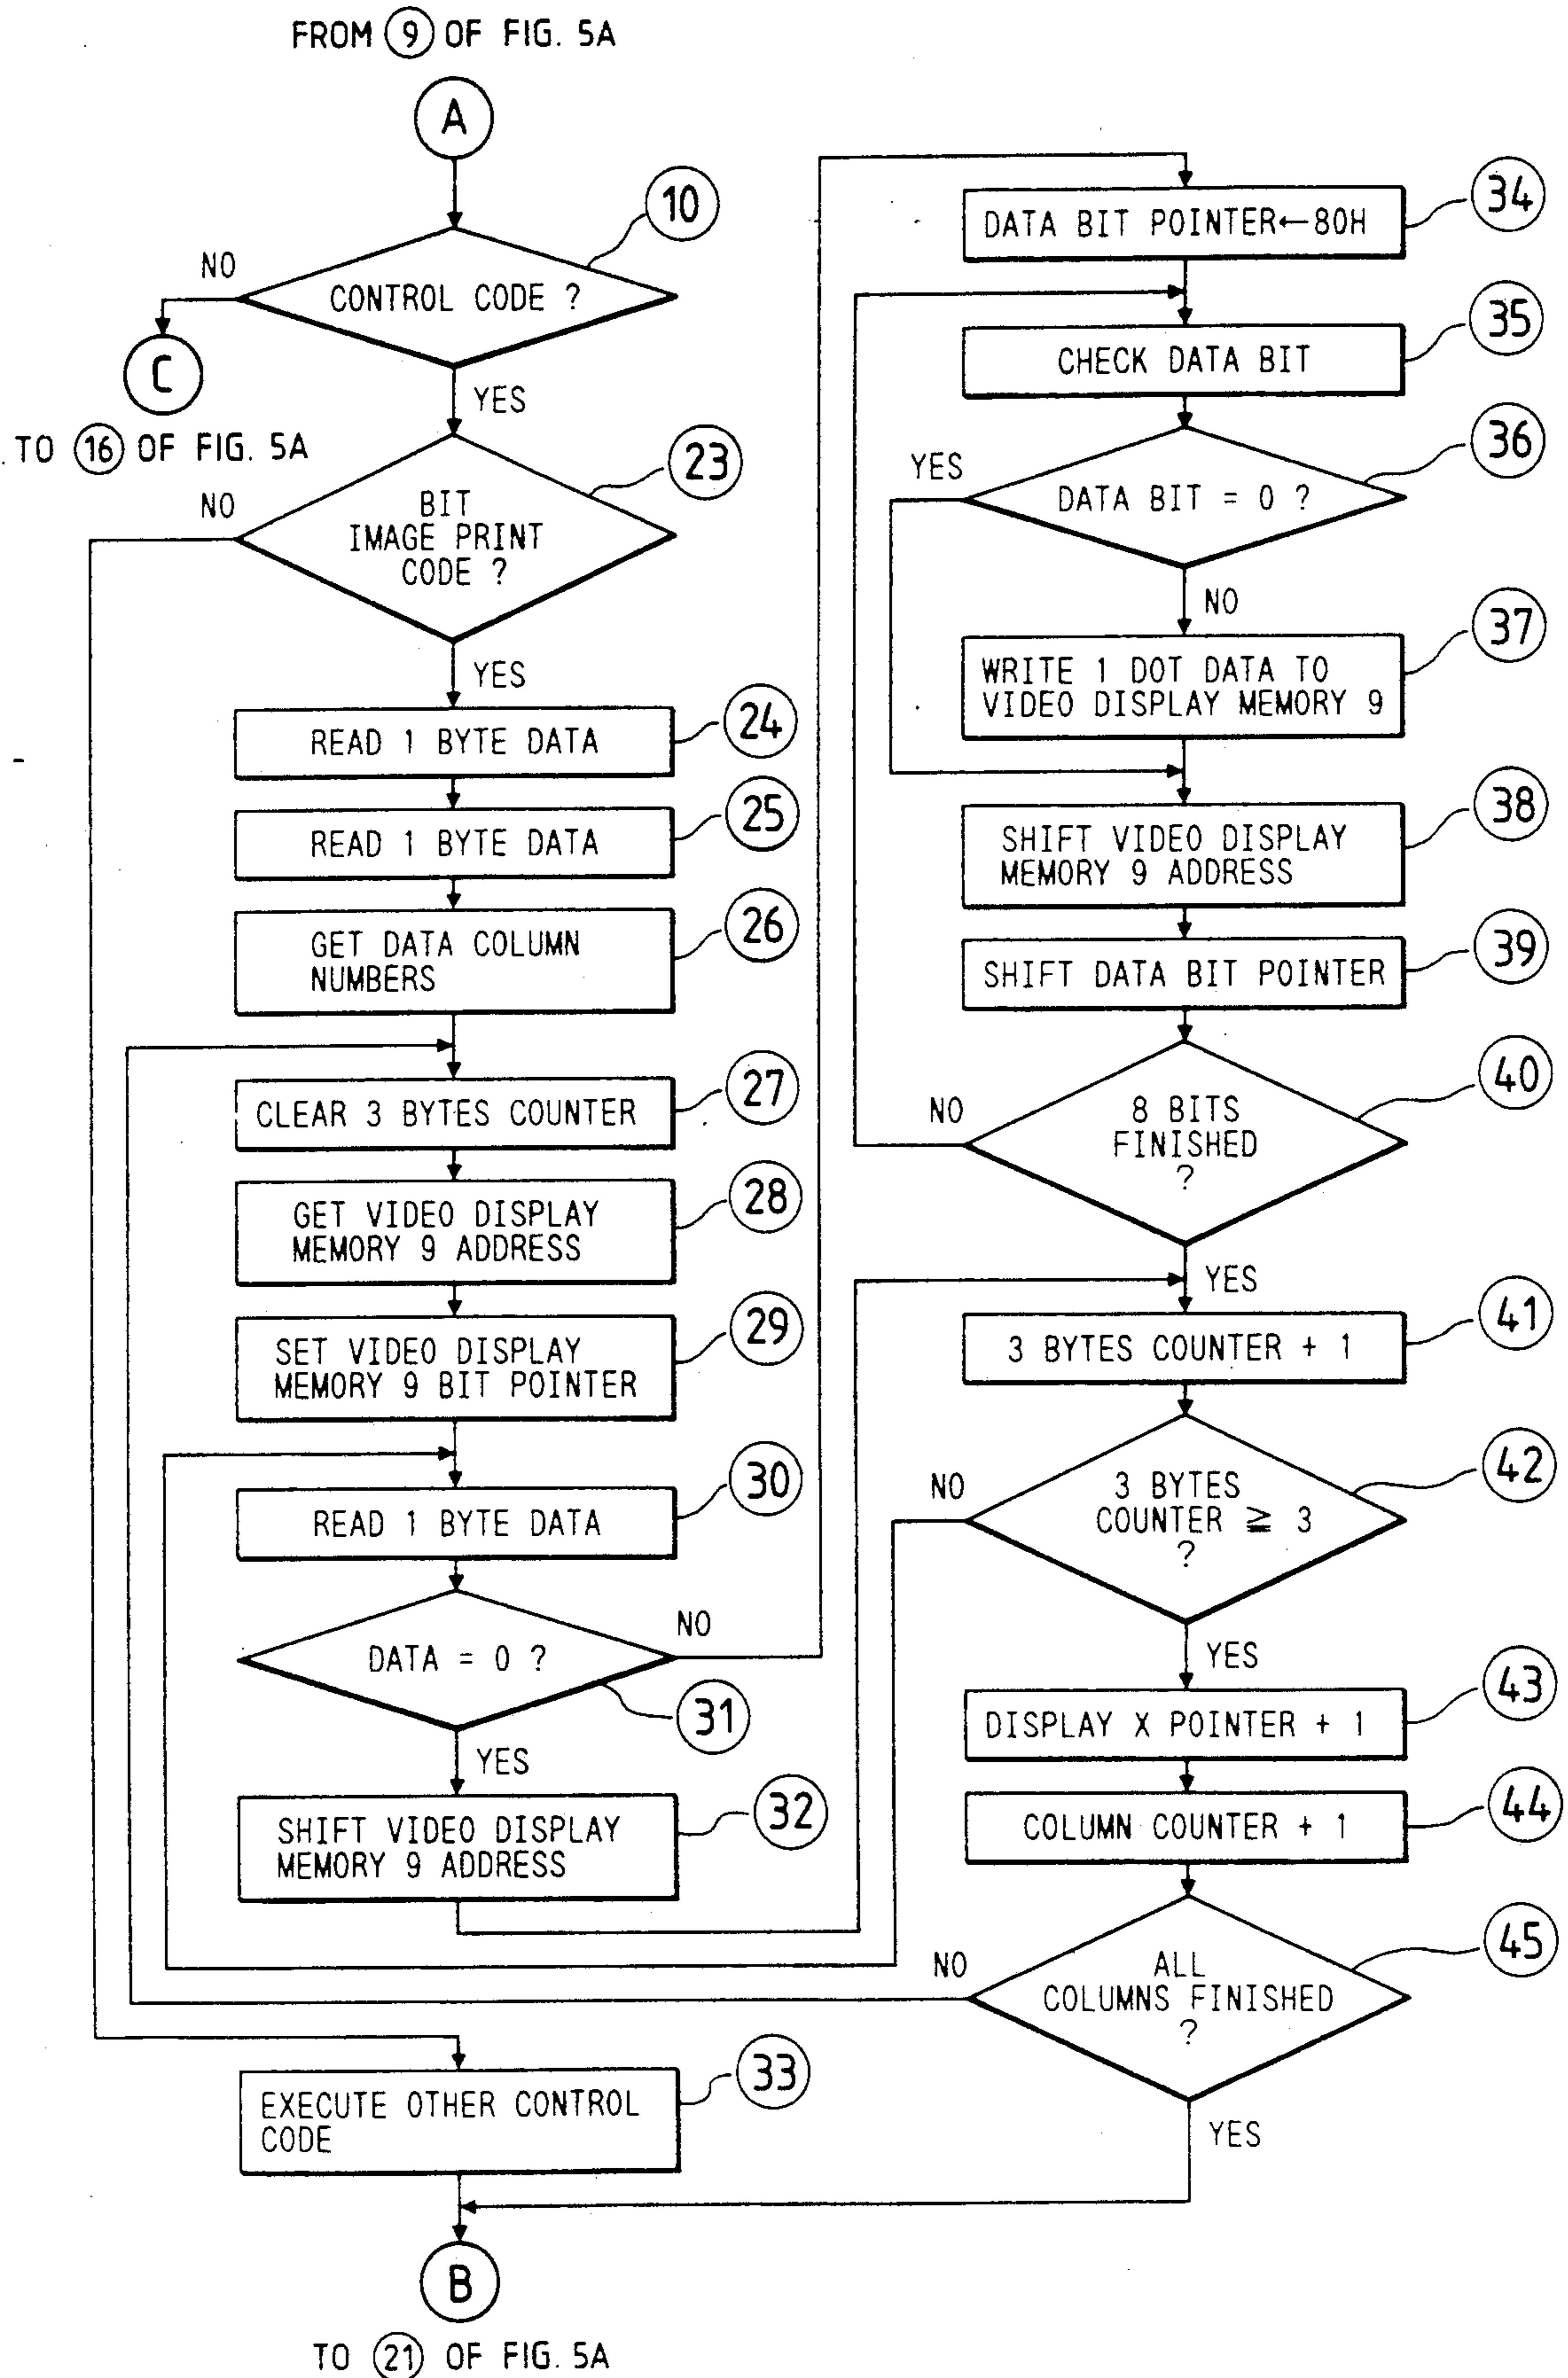 FROM 9 OF FIG. 5A
A
10
CONTROL CODE ?
NO
C
TO 16 OF FIG. 5A
YES
23
BIT
IMAGE PRINT
CODE ?
NO
YES
24
READ 1 BYTE DATA
25
READ 1 BYTE DATA
26
GET DATA COLUMN
NUMBERS
27
CLEAR 3 BYTES COUNTER
28
GET VIDEO DISPLAY
MEMORY 9 ADDRESS
29
SET VIDEO DISPLAY
MEMORY 9 BIT POINTER
30
READ 1 BYTE DATA
DATA = 0 ?
NO
31
YES
32
SHIFT VIDEO DISPLAY
MEMORY 9 ADDRESS
33
EXECUTE OTHER CONTROL
CODE
34
DATA BIT POINTER←80H
35
CHECK DATA BIT
36
YES
DATA BIT = 0 ?
NO
37
WRITE 1 DOT DATA TO
VIDEO DISPLAY MEMORY 9
38
SHIFT VIDEO DISPLAY
MEMORY 9 ADDRESS
39
SHIFT DATA BIT POINTER
40
NO
8 BITS
FINISHED
?
YES
41
3 BYTES COUNTER + 1
42
NO
3 BYTES
COUNTER ≧ 3
?
YES
43
DISPLAY X POINTER + 1
44
COLUMN COUNTER + 1
45
NO
ALL
COLUMNS FINISHED
?
YES
B
TO 21 OF FIG. 5A